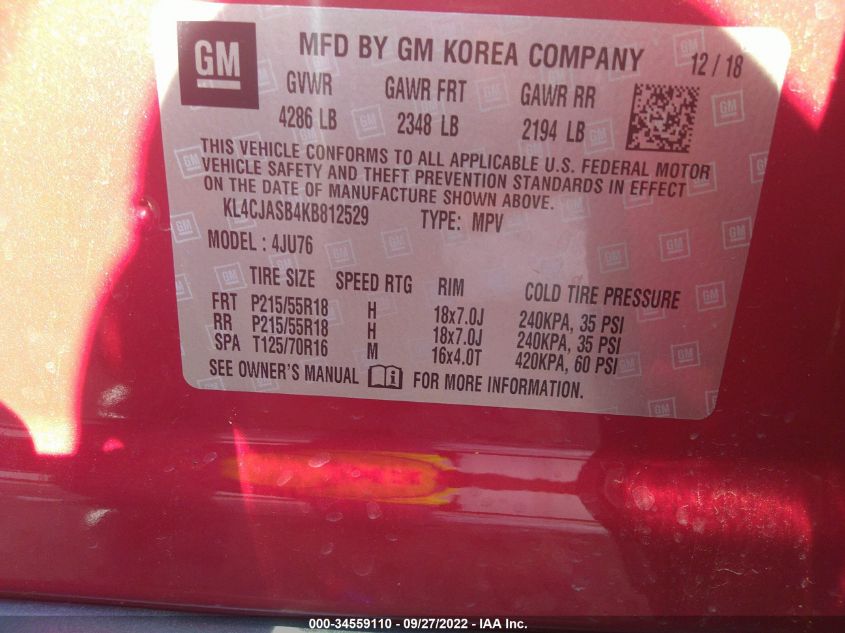 GM MFD BY GM KOREA COMPANY 12 / 18
GVWR GAWR FRT GAWR RR
4286 LB 2348 LB 2194 LB
THIS VEHICLE CONFORMS TO ALL APPLICABLE U.S. FEDERAL MOTOR
VEHICLE SAFETY AND THEFT PREVENTION STANDARDS IN EFFECT
ON THE DATE OF MANUFACTURE SHOWN ABOVE.
KL4CJASB4KB812529 TYPE: MPV
MODEL : 4JU76
TIRE SIZE SPEED RTG RIM COLD TIRE PRESSURE
FRT P215/55R18 H 18x7.0J 240KPA, 35 PSI
RR P215/55R18 H 18x7.0J 240KPA, 35 PSI
SPA T125/70R16 M 16x4.0T 420KPA, 60 PSI
SEE OWNER'S MANUAL i FOR MORE INFORMATION.
000-34559110 - 09/27/2022 - IAA Inc.